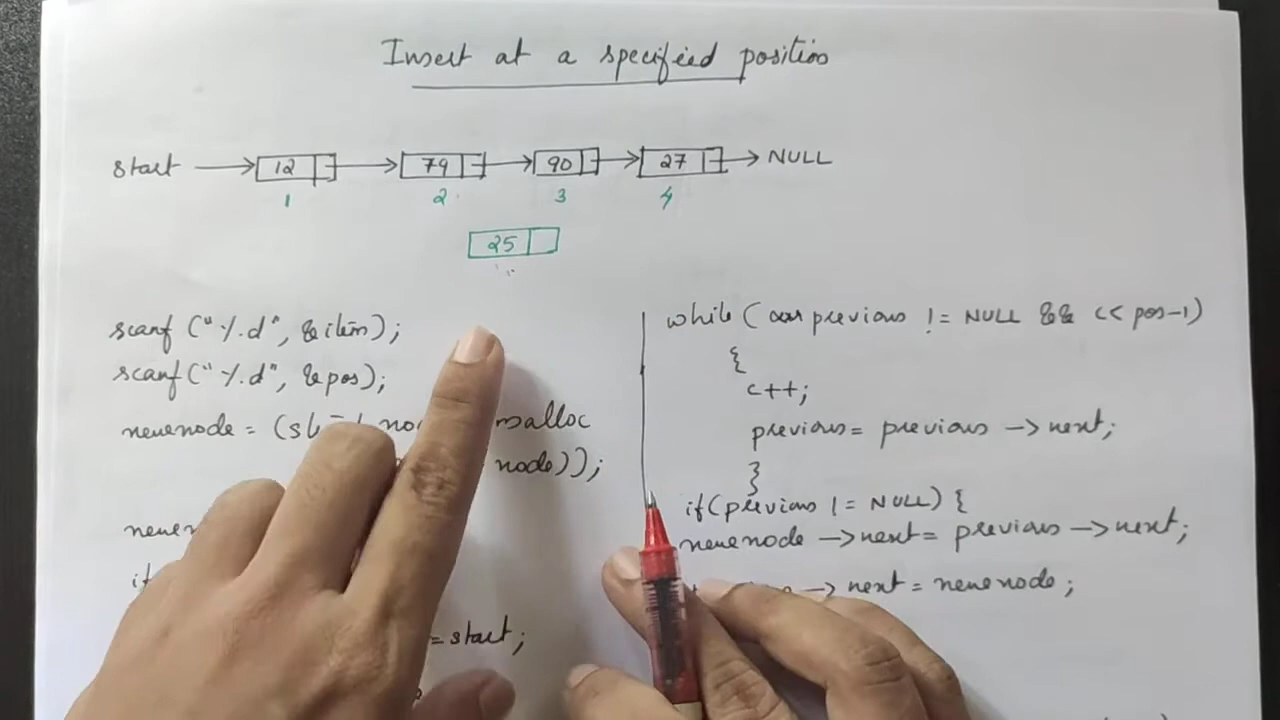 Insert at a specified position
start 12 79 90 27 NULL
1 2 3 4
25
scanf ("%d", &item);
scanf ("%d", &pos);
newnode = (st malloc
node));
newn
if
= start;
while ( previous != NULL && c< pos-1)
{
c++;
previous = previous -> next;
}
if (previous != NULL) {
newnode -> next = previous -> next;
-> next = newnode ;